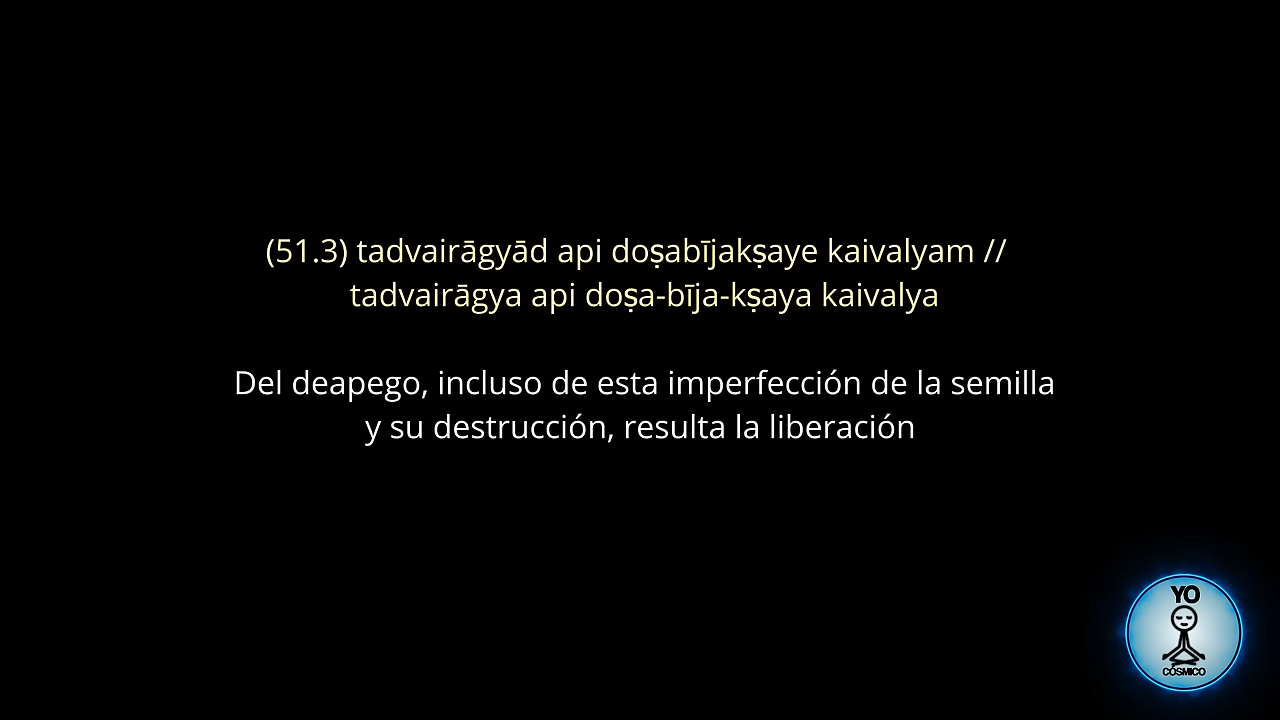 (51.3) tadvairāgyād api doṣabījakṣaye kaivalyam //
tadvairāgya api doṣa-bīja-kṣaya kaivalya
Del deapego, incluso de esta imperfección de la semilla
y su destrucción, resulta la liberación
YO
CÓSMICO